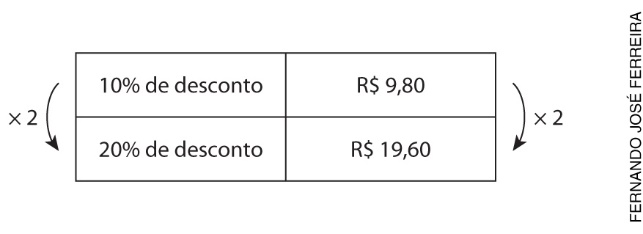 10% de desconto R$ 9,80
× 2 × 2
20% de desconto R$ 19,60
FERNANDO JOSÉ FERREIRA